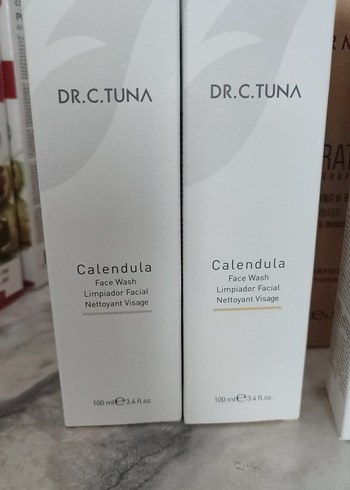 DR.C.TUNA
Calendula
Face Wash
Limpiador Facial
Nettoyant Visage
100 ml℮3.4 fl.oz.
DR.C.TUNA
Calendula
Face Wash
Limpiador Facial
Nettoyant Visage
100 ml℮3.4 fl.oz.